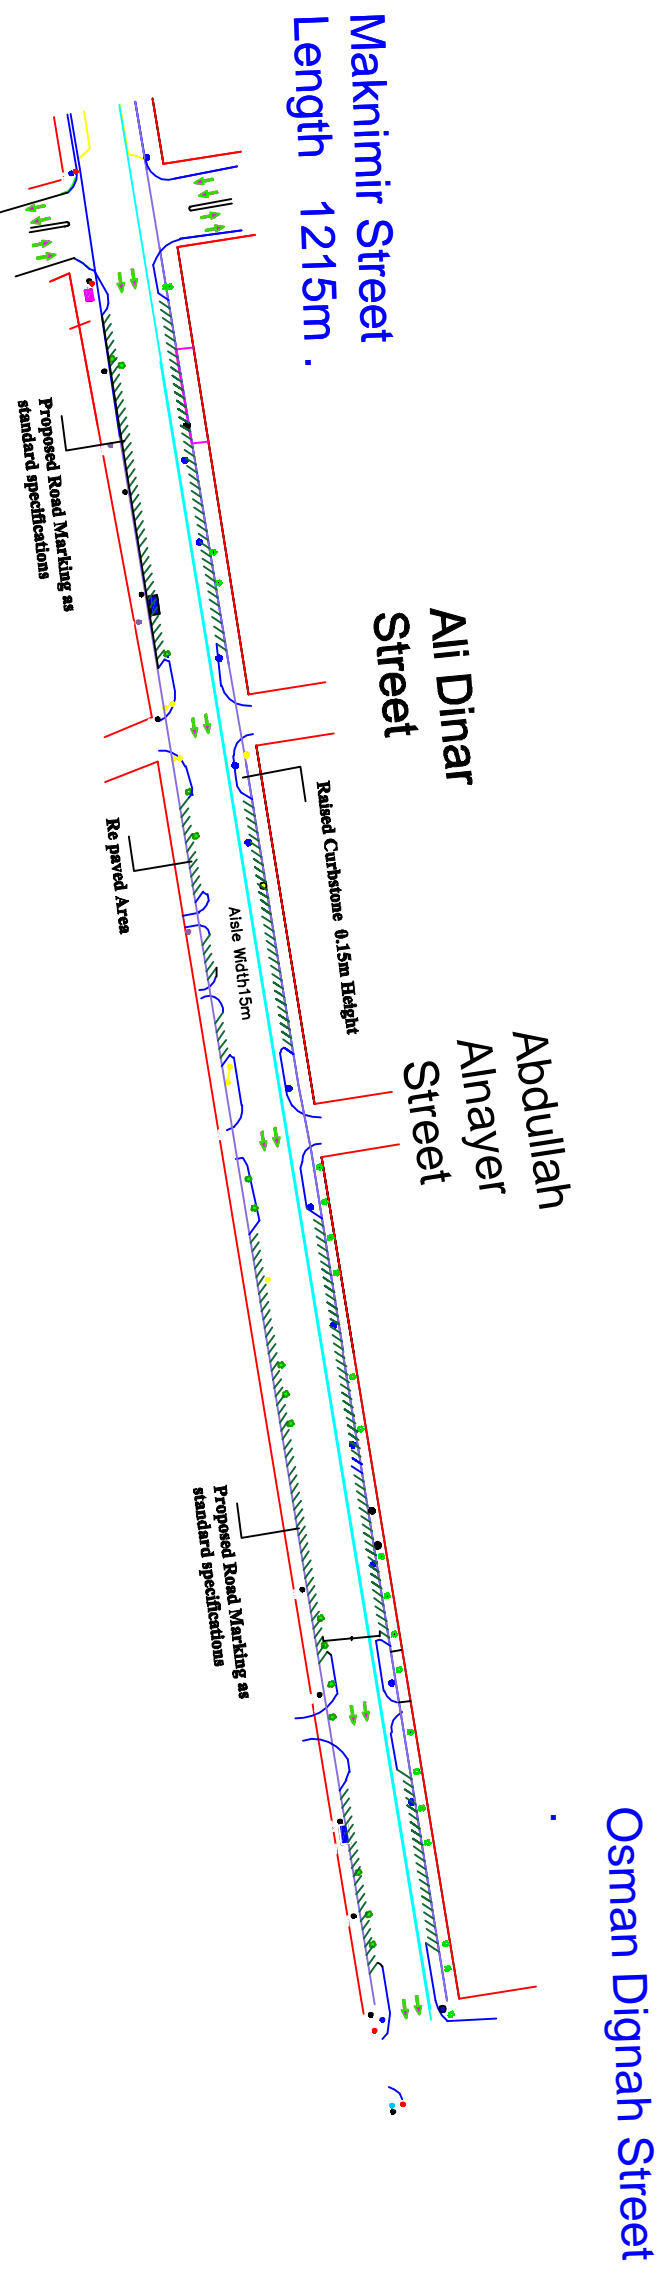 Maknimir Street
Length 1215m .
Proposed Road Marking as
standard specifications
Ali Dinar
Street
Raised Curbstone 0.15m Height
Re paved Area
Aisle Width15m
Abdullah
Alnayer
Street
Proposed Road Marking as
standard specifications
.
Osman Dignah Street